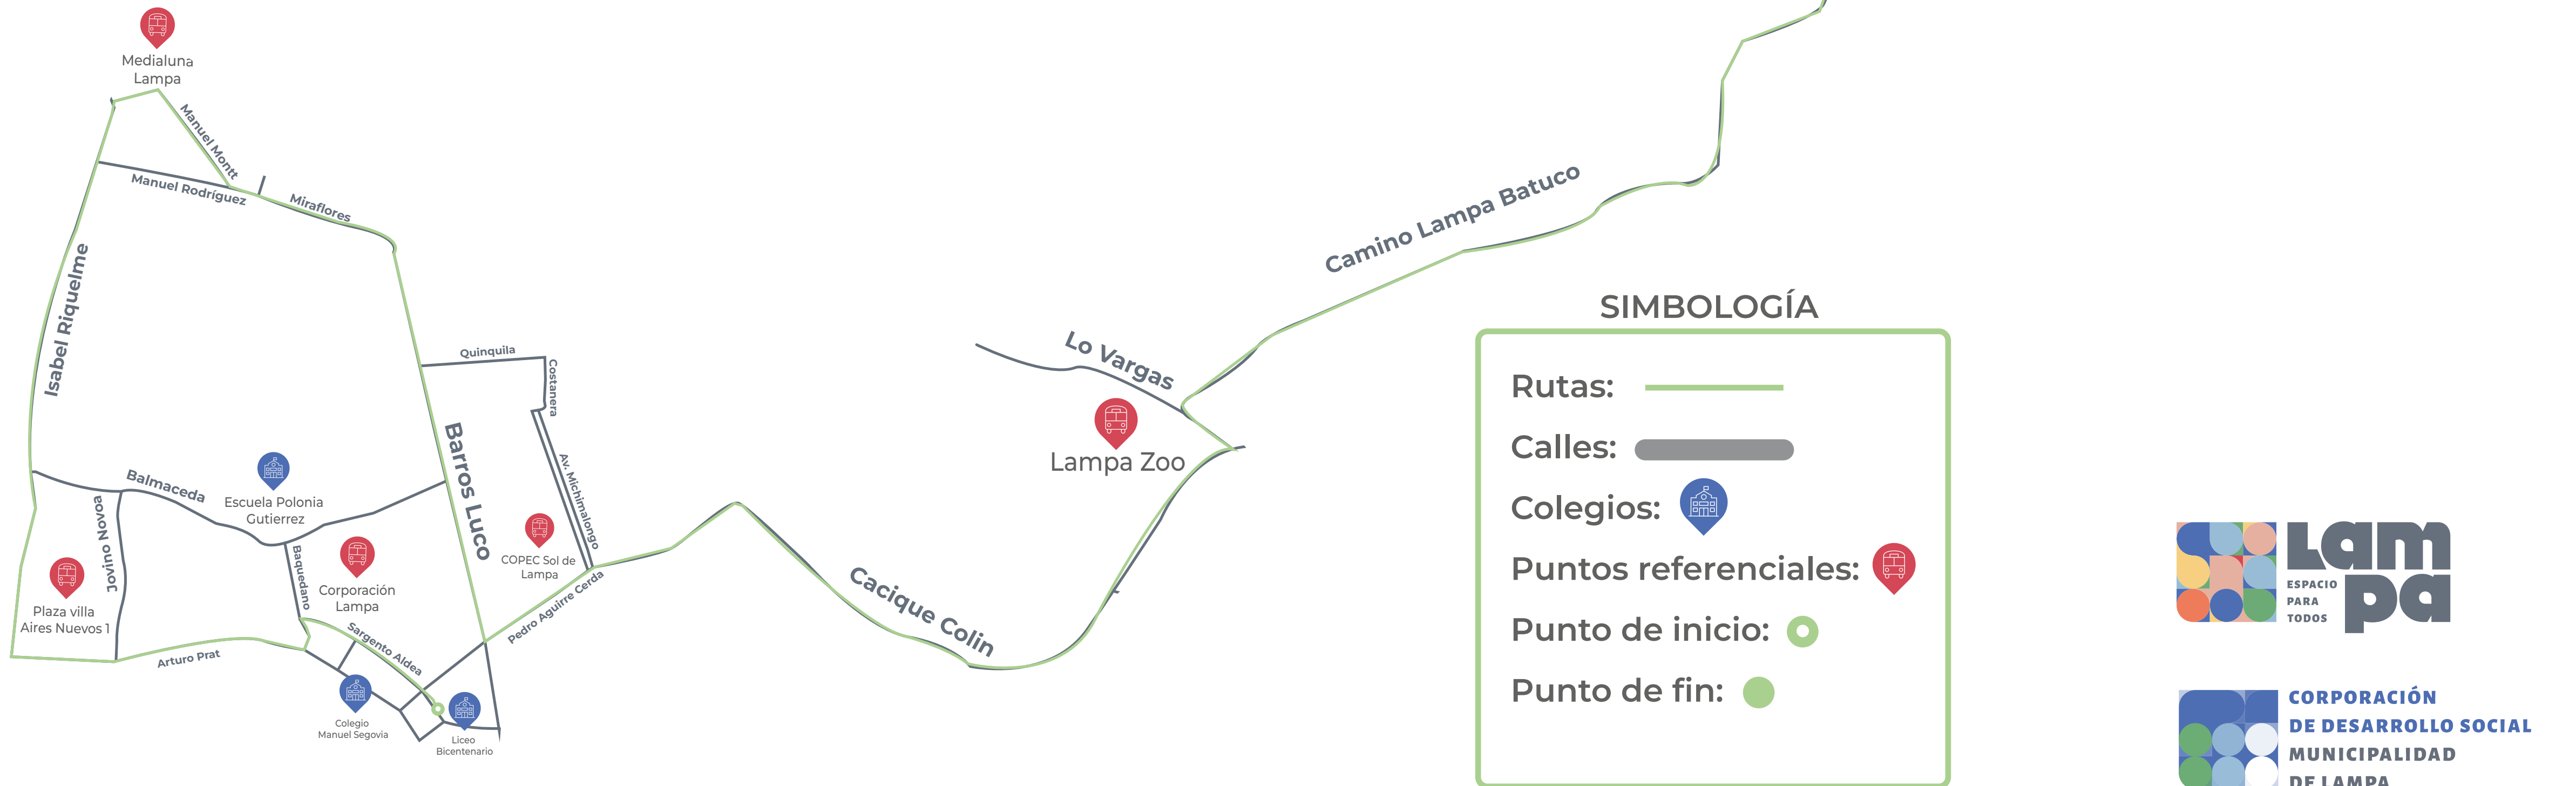 Medialuna
Lampa
Manuel Montt
Manuel Rodríguez
Miraflores
Isabel Riquelme
Quinquila
Costanera
Barros Luco
Av. Michimalongo
Balmaceda
Jovino Novoa
Escuela Polonia
Gutierrez
Baquedano
Corporación
Lampa
COPEC Sol de
Lampa
Plaza villa
Aires Nuevos 1
Arturo Prat
Sargento Aldea
Pedro Aguirre Cerda
Colegio
Manuel Segovia
Liceo
Bicentenario
Cacique Colin
Lo Vargas
Lampa Zoo
Camino Lampa Batuco
SIMBOLOGÍA
Rutas:
Calles:
Colegios:
Puntos referenciales:
Punto de inicio:
Punto de fin:
Lampa
ESPACIO
PARA
TODOS
CORPORACIÓN
DE DESARROLLO SOCIAL
MUNICIPALIDAD
DE LAMPA